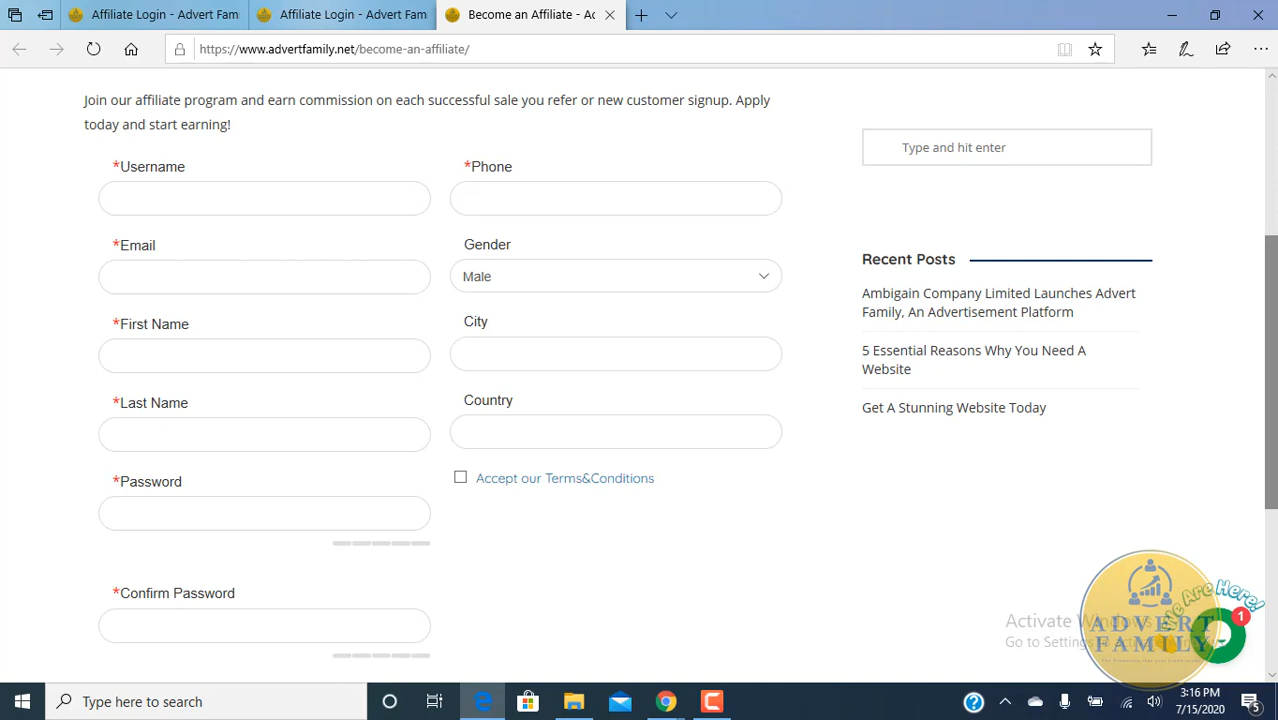 Affiliate Login - Advert Fam
Affiliate Login - Advert Fam
Become an Affiliate - Ac
https://www.advertfamily.net/become-an-affiliate/
Join our affiliate program and earn commission on each successful sale you refer or new customer signup. Apply
today and start earning!
*Username
*Phone
Type and hit enter
*Email
Gender
Male
Recent Posts
Ambigain Company Limited Launches Advert
Family, An Advertisement Platform
*First Name
City
5 Essential Reasons Why You Need A
Website
*Last Name
Country
Get A Stunning Website Today
*Password
Accept our Terms&Conditions
*Confirm Password
We Are Here!
1
Activate Windows
Go to Settings
ADVERT
FAMILY
Type here to search
3:16 PM
7/15/2020
5